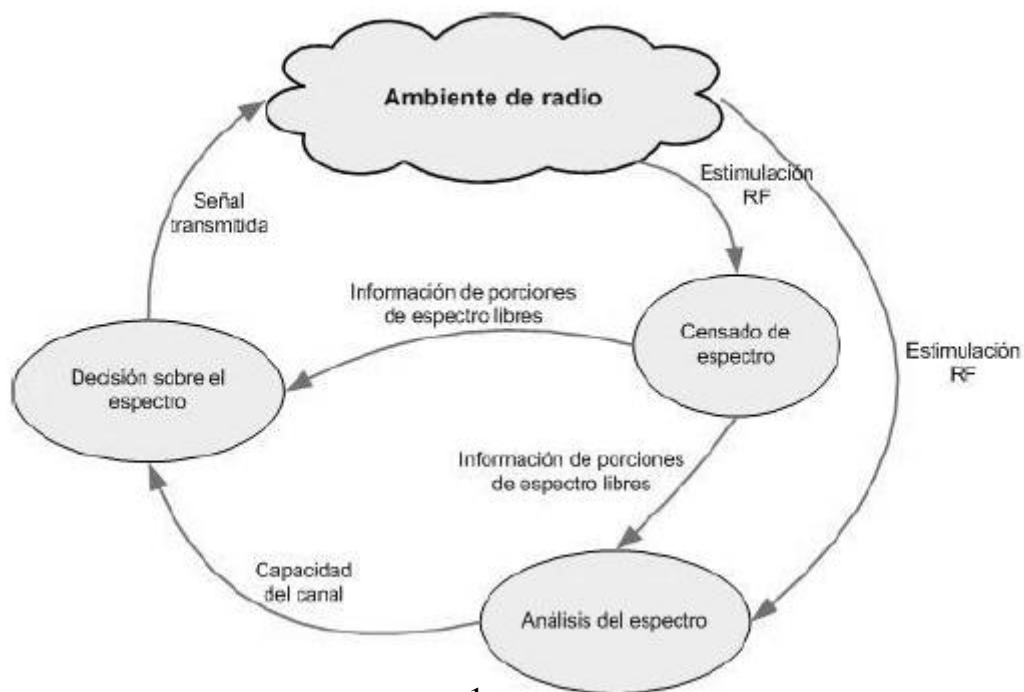 Ambiente de radio
Estimulación
RF
Señal
transmitida
Información de porciones
de espectro libres
Censado de
espectro
Estimulación
RF
Decisión sobre el
espectro
Información de porciones
de espectro libres
Capacidad
del canal
Análisis del espectro
1